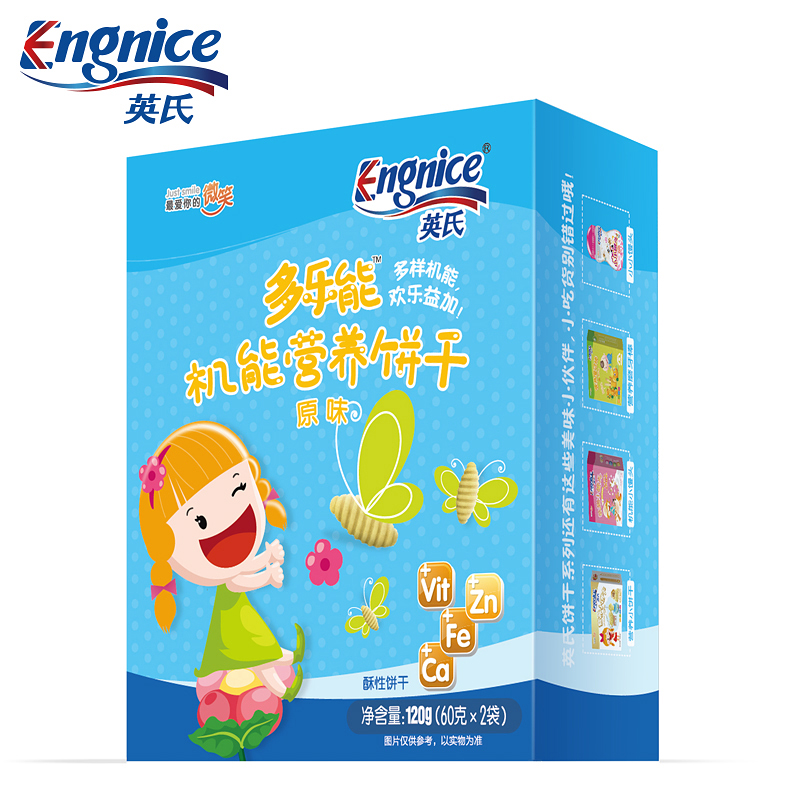 Engnice
英氏
Just smile
最爱你的微笑
Engnice®
英氏
多乐能™
多样机能,
欢乐益加!
机能营养饼干
原味
+Vit
+Zn
+Fe
+Ca
酥性饼干
净含量:120g(60克×2袋)
图片仅供参考，以实物为准
英氏饼干系列还有这些美味小伙伴,小吃货别错过哦!